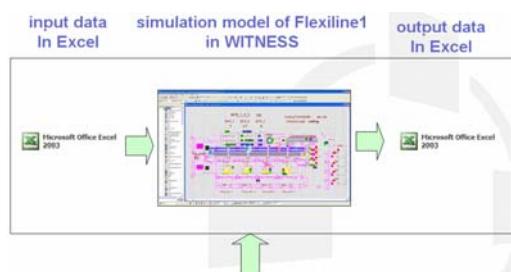 input data
In Excel
simulation model of Flexiline1
in WITNESS
output data
In Excel
Microsoft Office Excel
2003
Microsoft Office Excel
2003